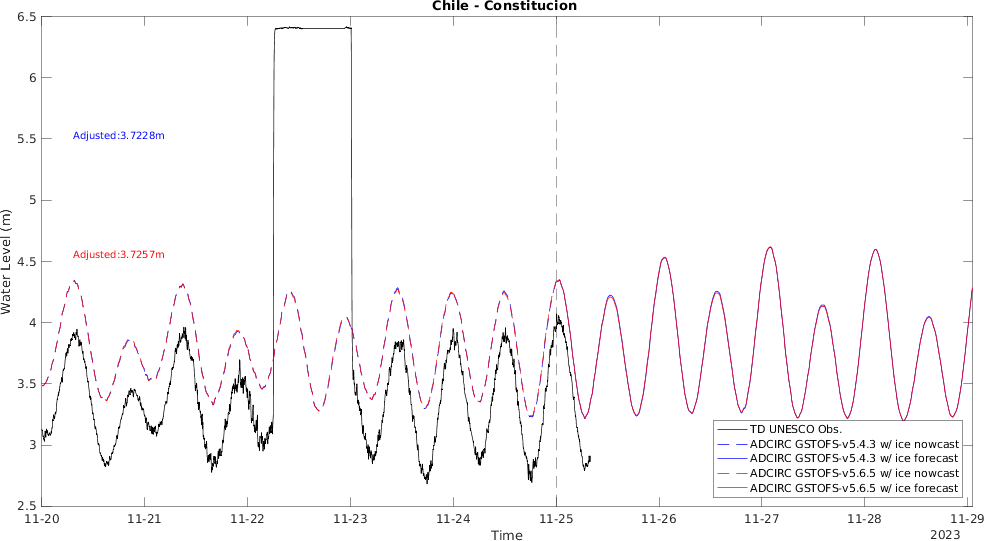 Chile - Constitucion
6.5
6
5.5
5
4.5
4
3.5
3
2.5
Water Level (m)
Adjusted:3.7228m
Adjusted:3.7257m
TD UNESCO Obs.
ADCIRC GSTOFS-v5.4.3 w/ ice nowcast
ADCIRC GSTOFS-v5.4.3 w/ ice forecast
ADCIRC GSTOFS-v5.6.5 w/ ice nowcast
ADCIRC GSTOFS-v5.6.5 w/ ice forecast
11-20 11-21 11-22 11-23 11-24 11-25 11-26 11-27 11-28 11-29
Time
2023